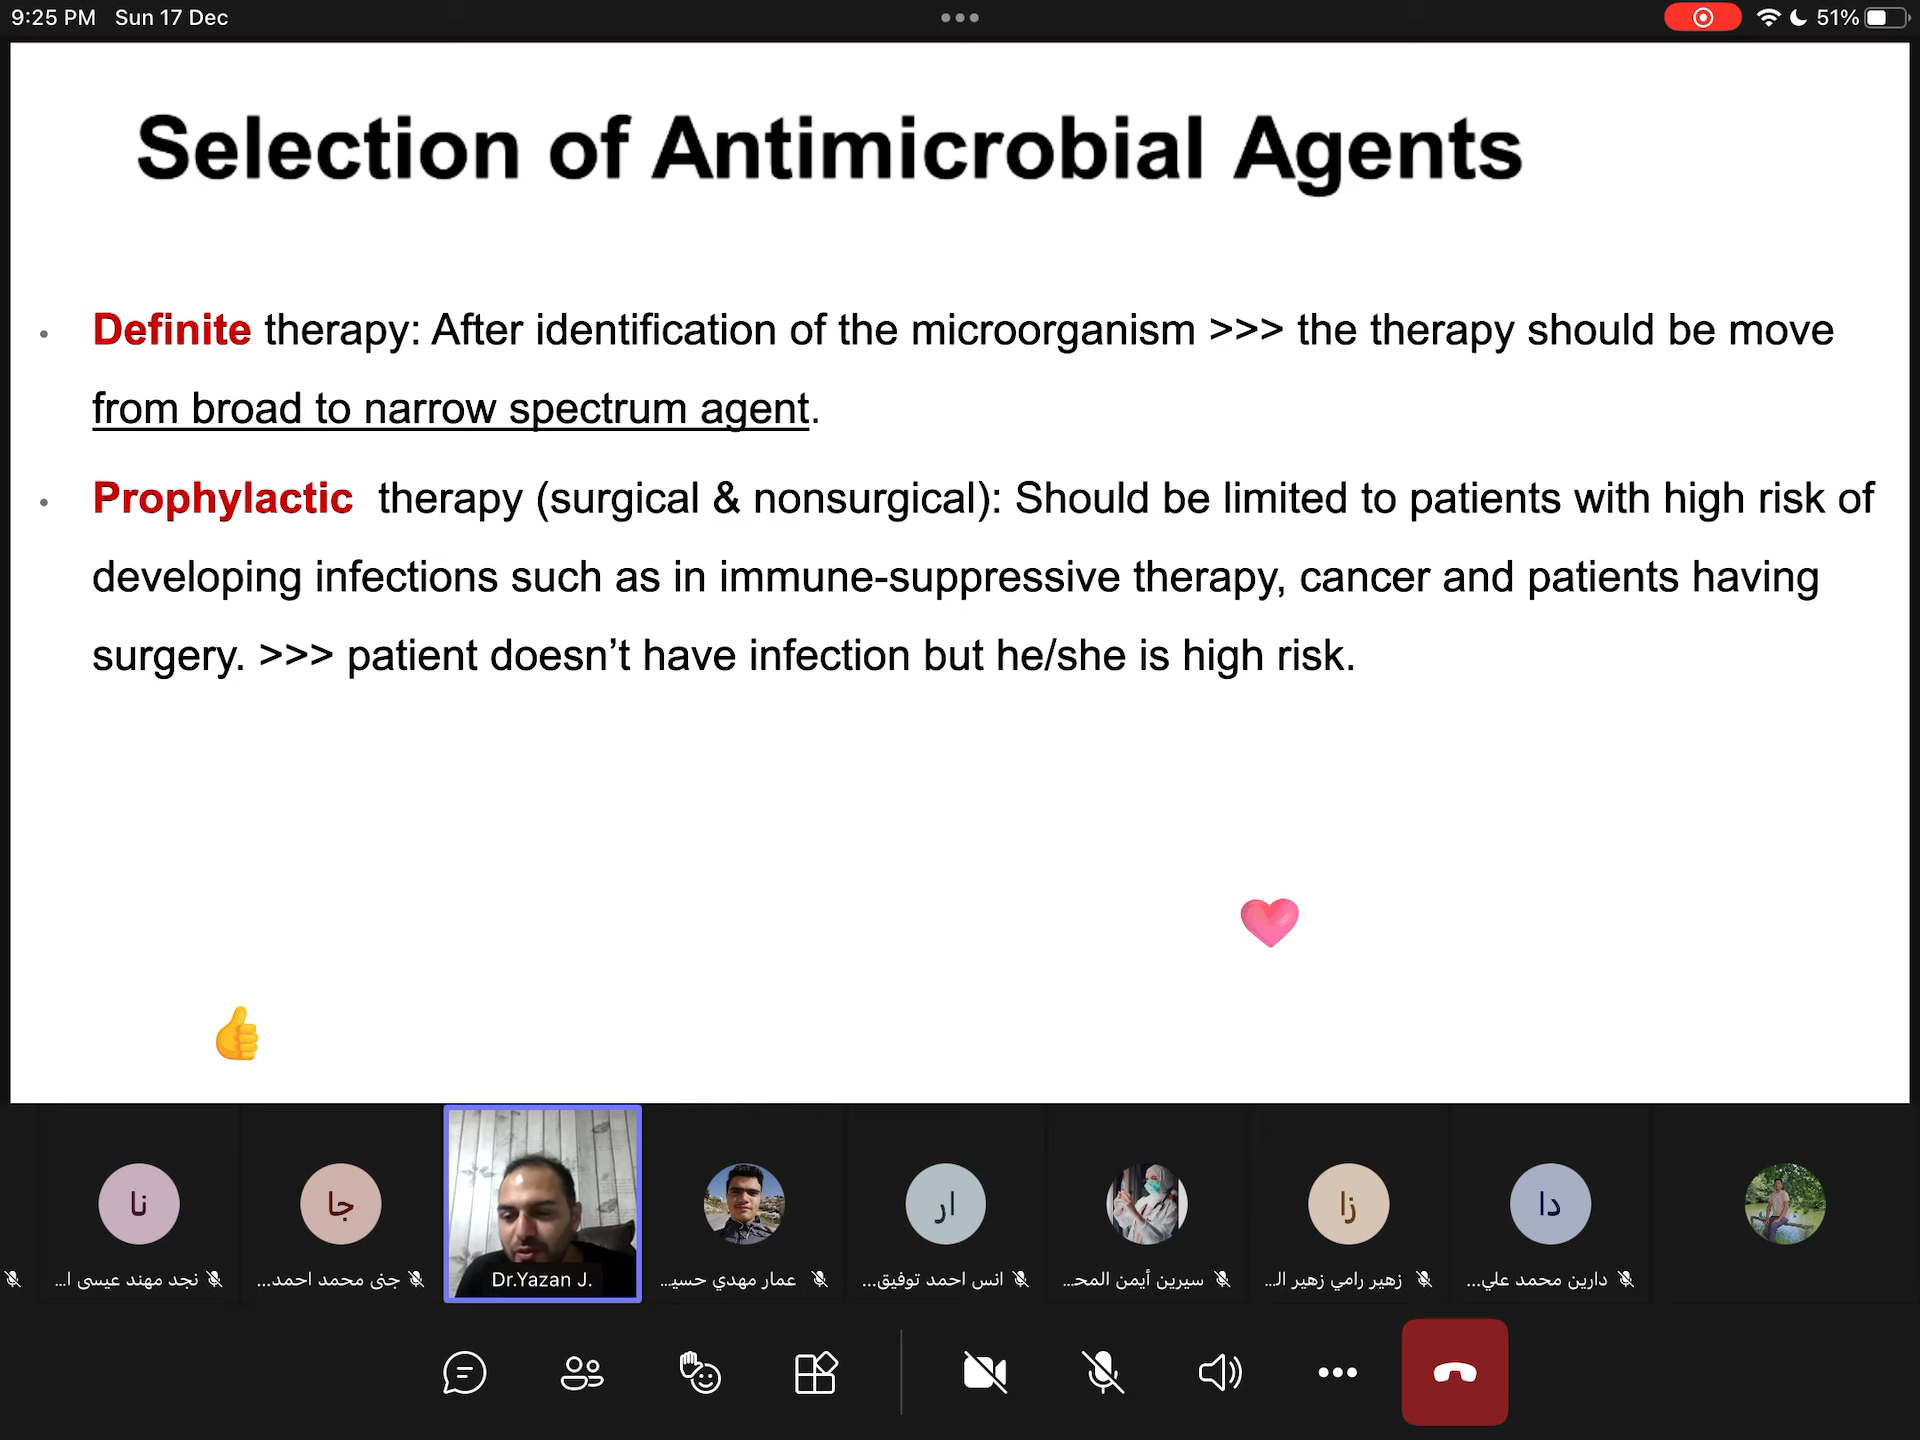 9:25 PM Sun 17 Dec
51%
Selection of Antimicrobial Agents
• Definite therapy: After identification of the microorganism >>> the therapy should be move
from broad to narrow spectrum agent.
• Prophylactic therapy (surgical & nonsurgical): Should be limited to patients with high risk of
developing infections such as in immune-suppressive therapy, cancer and patients having
surgery. >>> patient doesn’t have infection but he/she is high risk.
نا
جا
ار
زا
دا
نجد مهند عيسى ا...
جنى محمد احمد...
Dr.Yazan J.
عمار مهدي حسيـ...
انس احمد توفيق...
سيرين أيمن المحـ...
زهير رامي زهير الـ...
دارين محمد علي...